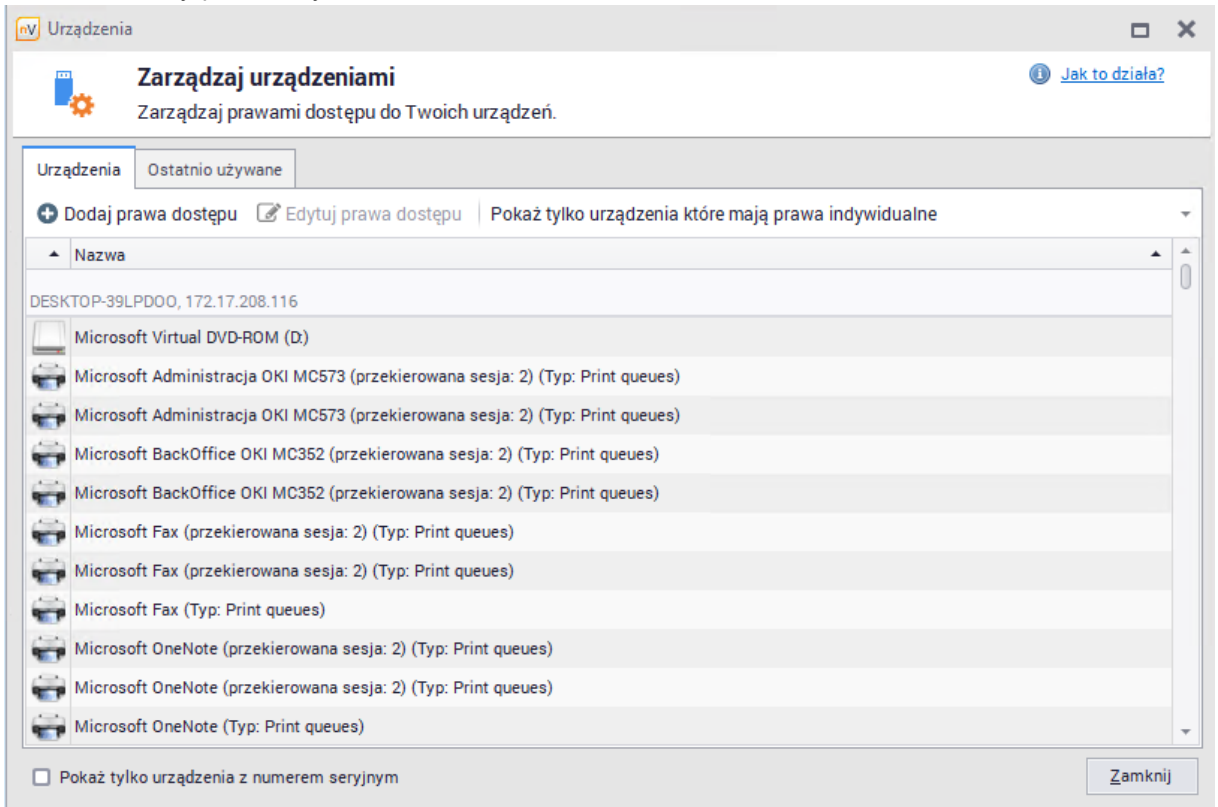 nV Urządzenia
Zarządzaj urządzeniami
Jak to działa?
Zarządzaj prawami dostępu do Twoich urządzeń.
Urządzenia Ostatnio używane
Dodaj prawa dostępu Edytuj prawa dostępu Pokaż tylko urządzenia które mają prawa indywidualne
Nazwa
DESKTOP-39LPDOO, 172.17.208.116
Microsoft Virtual DVD-ROM (D:)
Microsoft Administracja OKI MC573 (przekierowana sesja: 2) (Typ: Print queues)
Microsoft Administracja OKI MC573 (przekierowana sesja: 2) (Typ: Print queues)
Microsoft BackOffice OKI MC352 (przekierowana sesja: 2) (Typ: Print queues)
Microsoft BackOffice OKI MC352 (przekierowana sesja: 2) (Typ: Print queues)
Microsoft Fax (przekierowana sesja: 2) (Typ: Print queues)
Microsoft Fax (przekierowana sesja: 2) (Typ: Print queues)
Microsoft Fax (Typ: Print queues)
Microsoft OneNote (przekierowana sesja: 2) (Typ: Print queues)
Microsoft OneNote (przekierowana sesja: 2) (Typ: Print queues)
Microsoft OneNote (Typ: Print queues)
Pokaż tylko urządzenia z numerem seryjnym
Zamknij